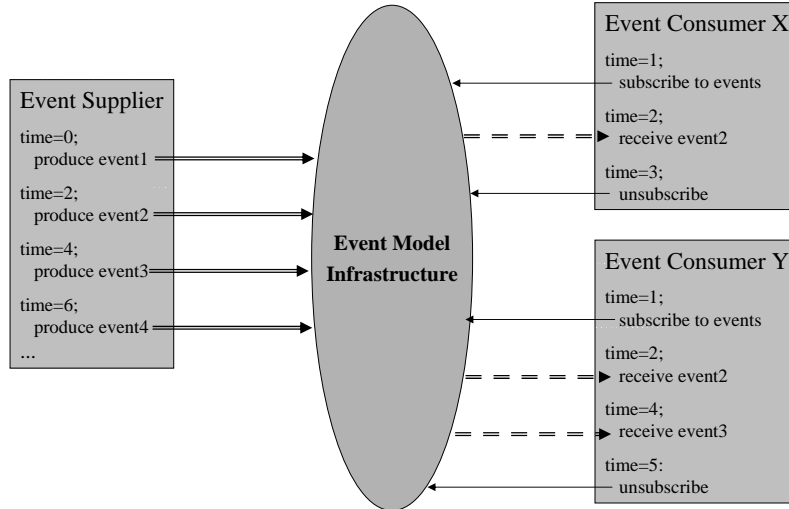 Event Supplier
time=0;
produce event1
time=2;
produce event2
time=4;
produce event3
time=6;
produce event4
...
Event Model
Infrastructure
Event Consumer X
time=1;
subscribe to events
time=2;
receive event2
time=3;
unsubscribe
Event Consumer Y
time=1;
subscribe to events
time=2;
receive event2
time=4;
receive event3
time=5:
unsubscribe